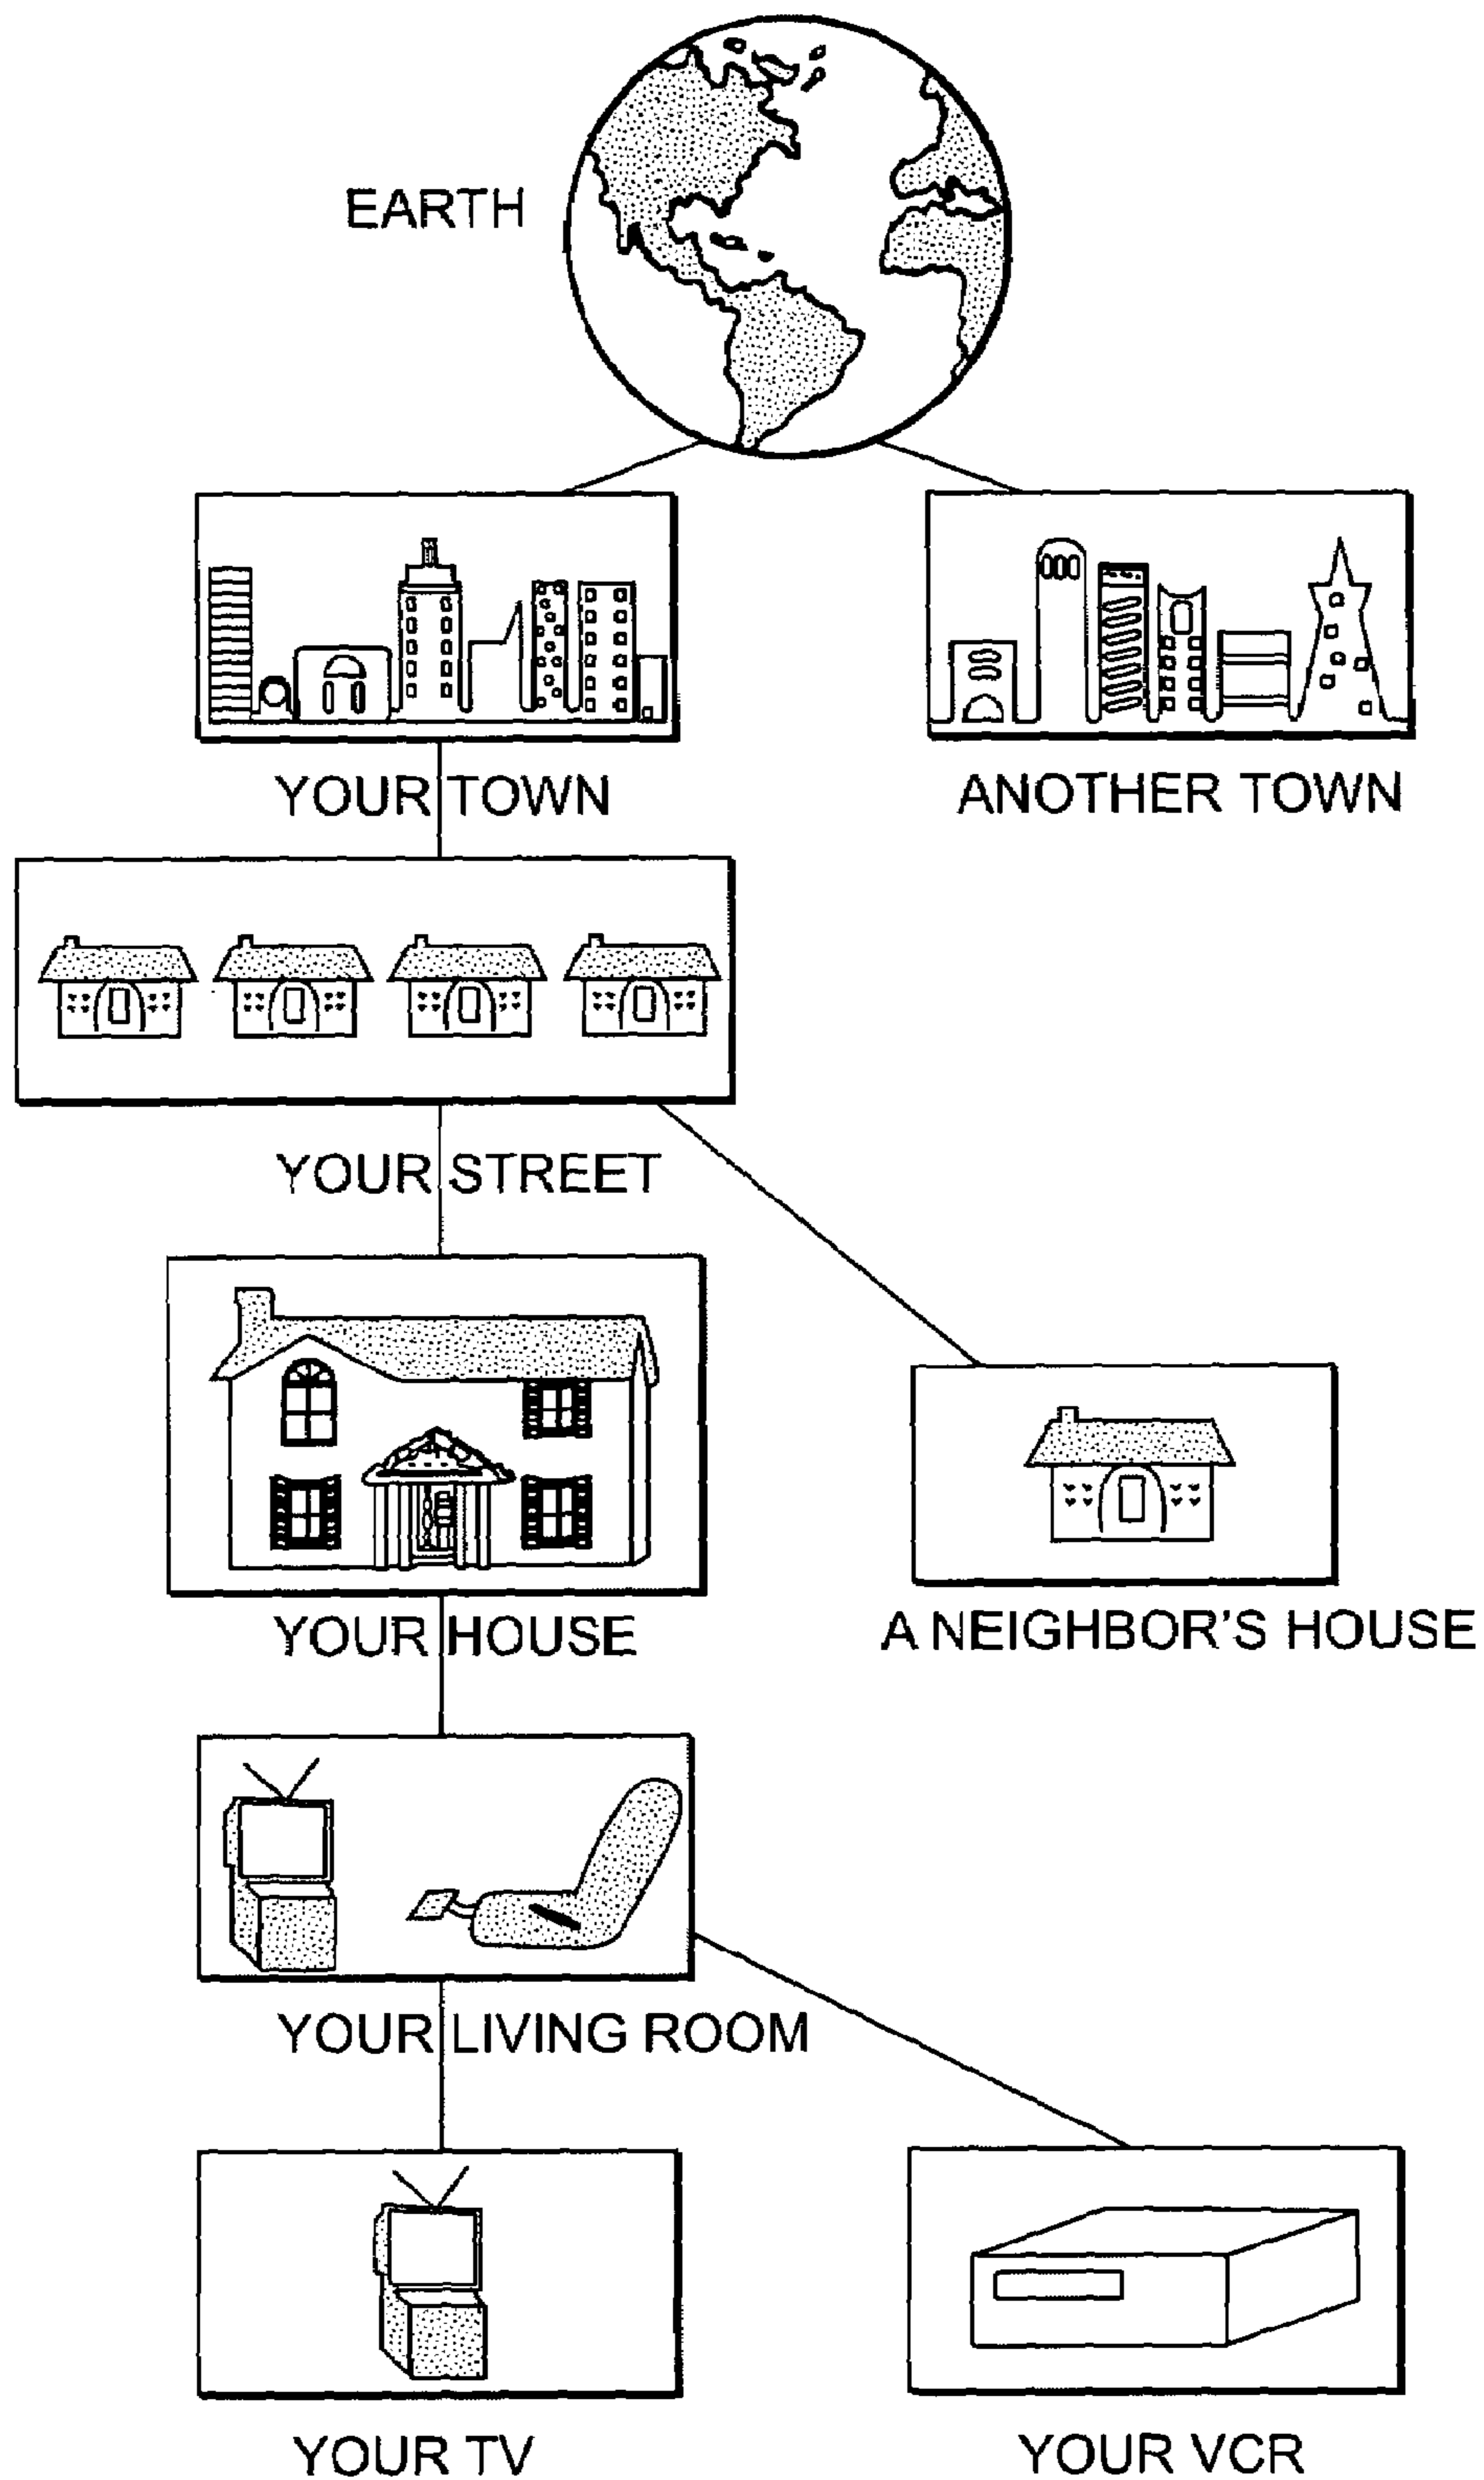 EARTH
YOUR TOWN
ANOTHER TOWN
YOUR STREET
YOUR HOUSE
A NEIGHBOR'S HOUSE
YOUR LIVING ROOM
YOUR TV
YOUR VCR